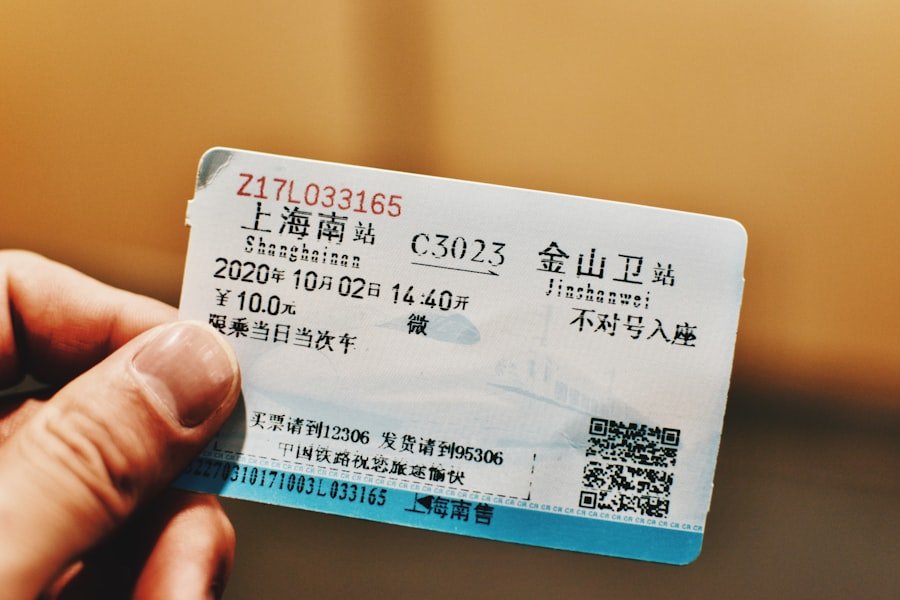 Z17L033165
上海南站 C3023 金山卫站
Shanghainan Jinshanwei
2020年10月02日 14:40开
￥10.0元 微 不对号入座
限乘当日当次车
买票请到12306 发货请到95306
中国铁路祝您旅途愉快
32270310171003L033165 上海南售